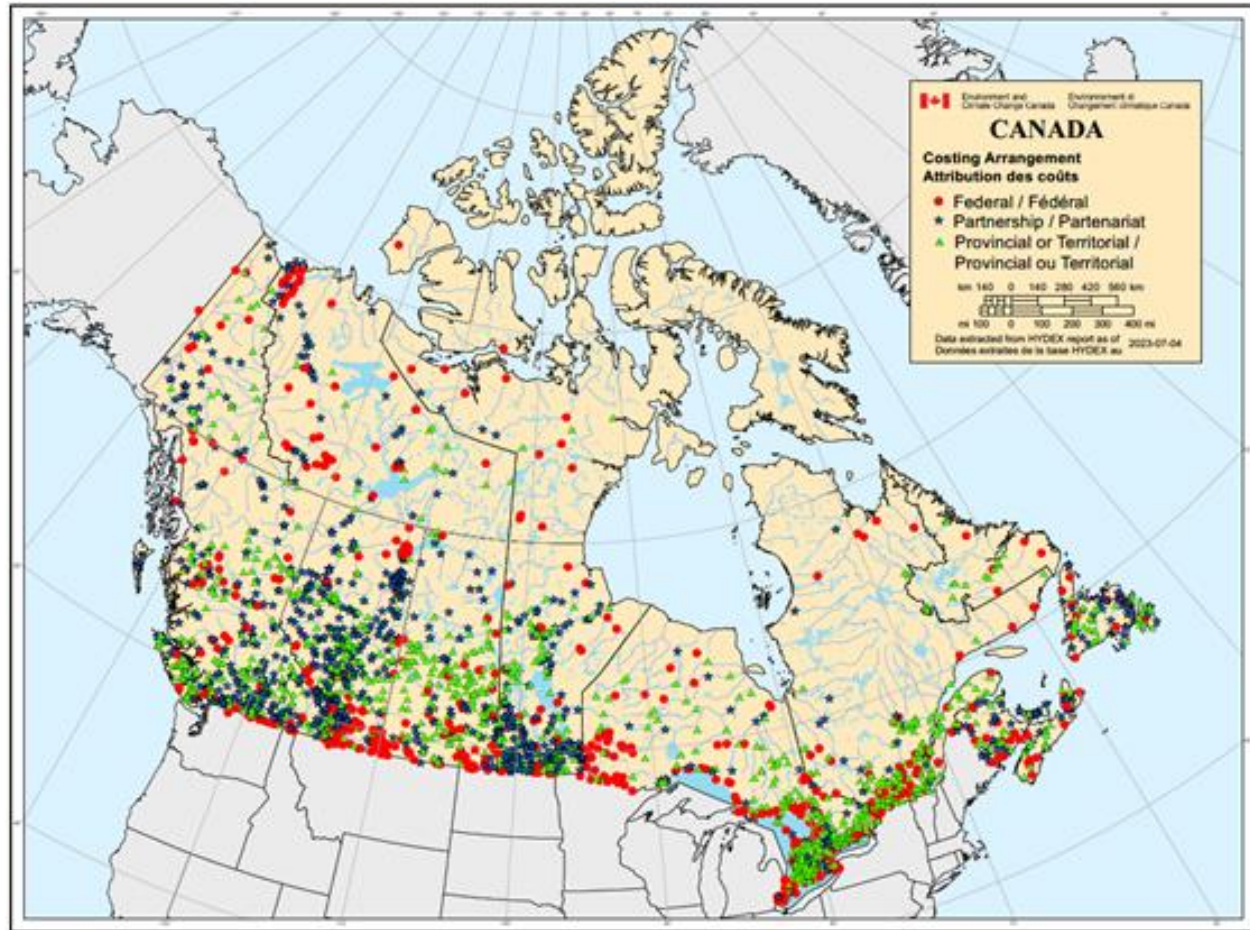 Environment and Environnement et
Climate Change Canada Changement climatique Canada
CANADA
Costing Arrangement
Attribution des coûts
Federal / Fédéral
Partnership / Partenariat
Provincial or Territorial /
Provincial ou Territorial
km 140 0 140 280 420 560 km
mi 100 0 100 200 300 400 mi
Data extracted from HYDEX report as of
Données extraites de la base HYDEX au
2023-07-04